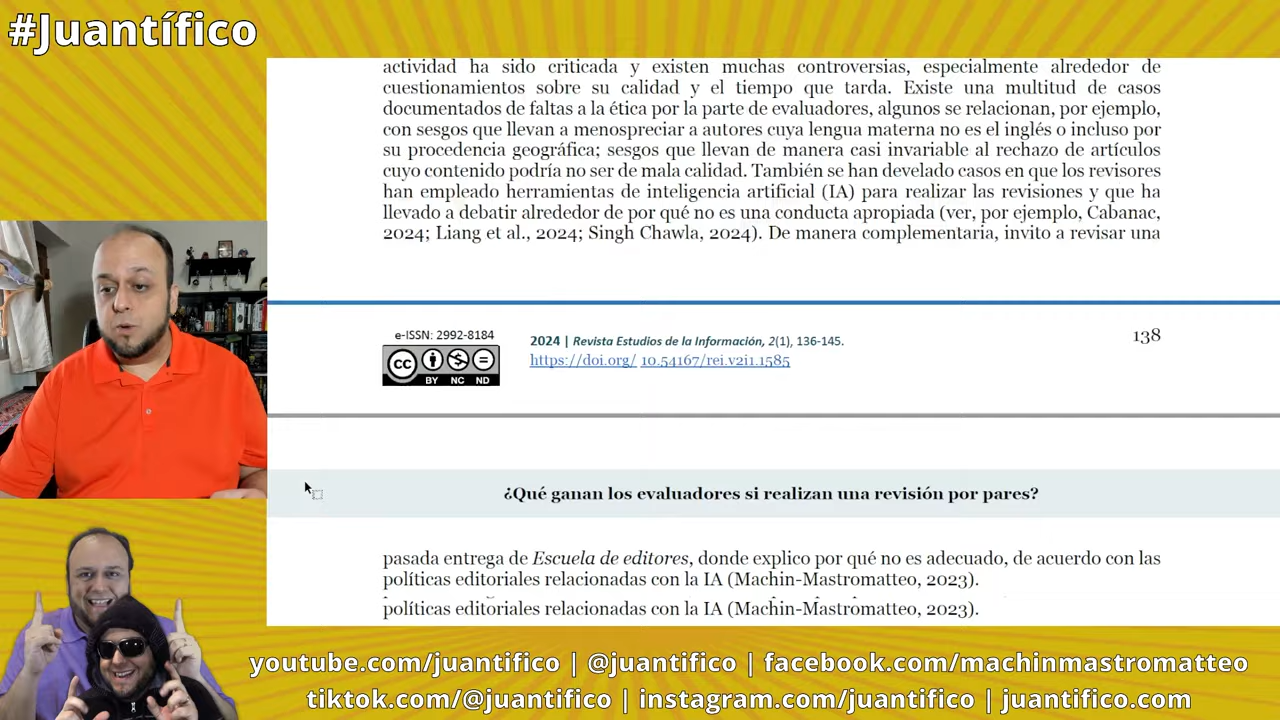 #Juantífico
actividad ha sido criticada y existen muchas controversias, especialmente alrededor de
cuestionamientos sobre su calidad y el tiempo que tarda. Existe una multitud de casos
documentados de faltas a la ética por la parte de evaluadores, algunos se relacionan, por ejemplo,
con sesgos que llevan a menospreciar a autores cuya lengua materna no es el inglés o incluso por
su procedencia geográfica; sesgos que llevan de manera casi invariable al rechazo de artículos
cuyo contenido podría no ser de mala calidad. También se han develado casos en que los revisores
han empleado herramientas de inteligencia artificial (IA) para realizar las revisiones y que ha
llevado a debatir alrededor de por qué no es una conducta apropiada (ver, por ejemplo, Cabanac,
2024; Liang et al., 2024; Singh Chawla, 2024). De manera complementaria, invito a revisar una
e-ISSN: 2992-8184
cc BY NC ND
2024 | Revista Estudios de la Información, 2(1), 136-145.
https://doi.org/ 10.54167/rei.v2i1.1585
138
¿Qué ganan los evaluadores si realizan una revisión por pares?
pasada entrega de Escuela de editores, donde explico por qué no es adecuado, de acuerdo con las
políticas editoriales relacionadas con la IA (Machin-Mastromatteo, 2023).
políticas editoriales relacionadas con la IA (Machin-Mastromatteo, 2023).
youtube.com/juantifico | @juantifico | facebook.com/machinmastromatteo
tiktok.com/@juantifico | instagram.com/juantifico | juantifico.com